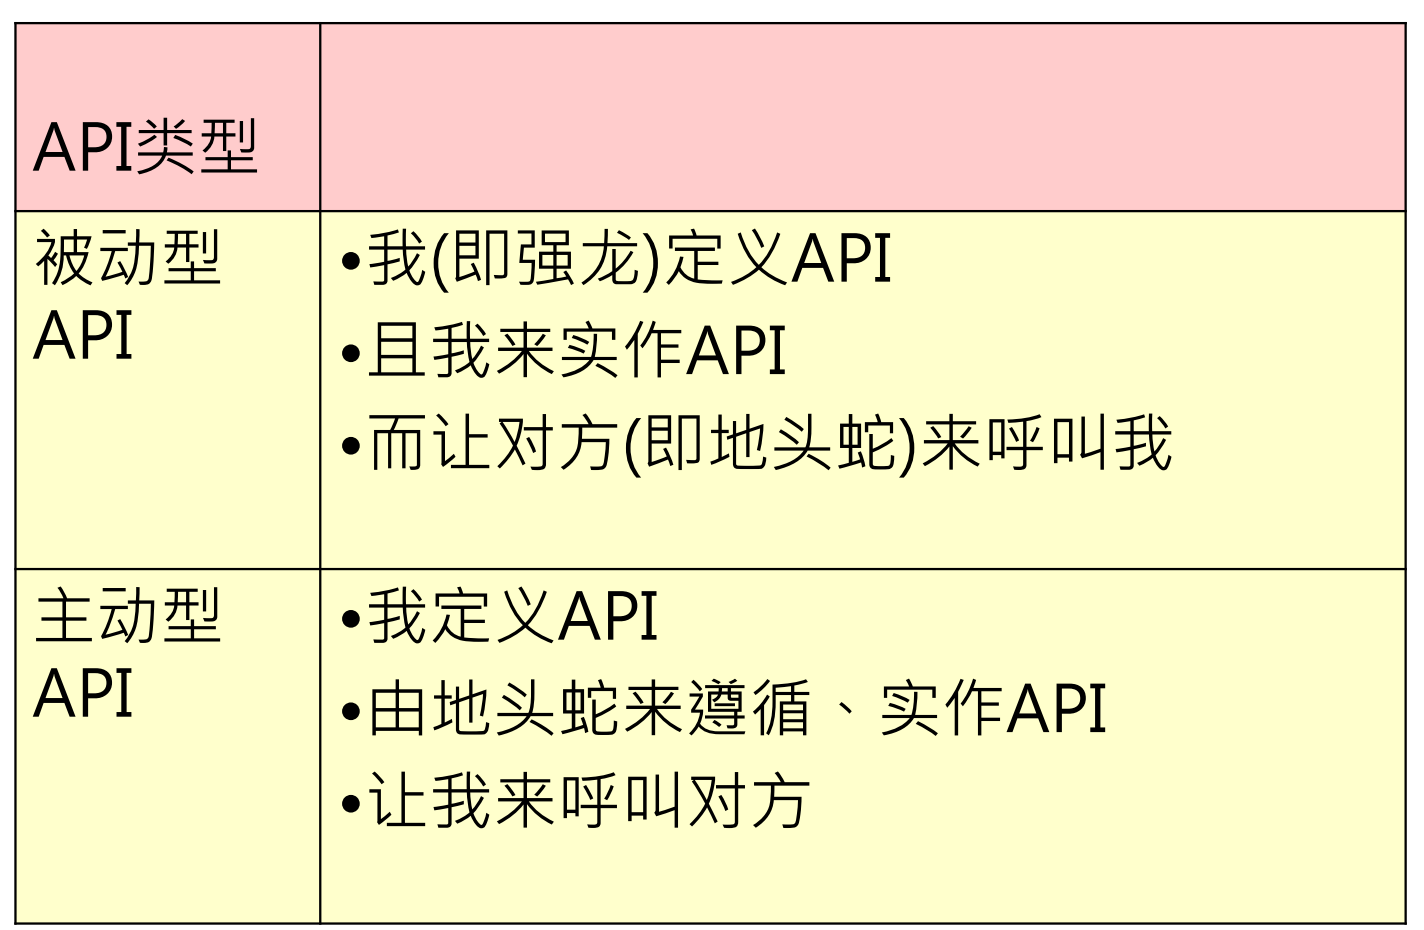 API类型
被动型
API
•我(即强龙)定义API
•且我来实作API
•而让对方(即地头蛇)来呼叫我
主动型
API
•我定义API
•由地头蛇来遵循、实作API
•让我来呼叫对方